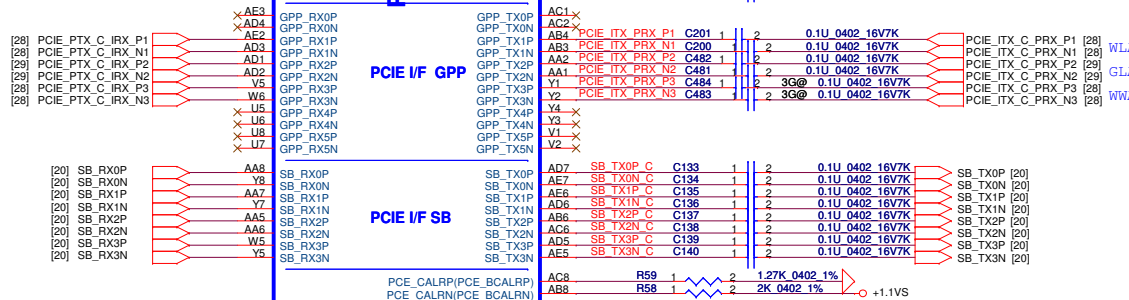 AE3 GPP_RX0P GPP_TX0P AC1
AD4 GPP_RX0N GPP_TX0N AC2
[28] PCIE_PTX_C_IRX_P1 AE2 GPP_RX1P GPP_TX1P AB4 PCIE_ITX_PRX_P1 C201 1 2 0.1U_0402_16V7K PCIE_ITX_C_PRX_P1 [28]
[28] PCIE_PTX_C_IRX_N1 AD3 GPP_RX1N GPP_TX1N AB3 PCIE_ITX_PRX_N1 C200 1 2 0.1U_0402_16V7K PCIE_ITX_C_PRX_N1 [28]
[29] PCIE_PTX_C_IRX_P2 AD1 GPP_RX2P PCIE I/F GPP GPP_TX2P AA2 PCIE_ITX_PRX_P2 C482 1 2 0.1U_0402_16V7K PCIE_ITX_C_PRX_P2 [29]
[29] PCIE_PTX_C_IRX_N2 AD2 GPP_RX2N GPP_TX2N AA1 PCIE_ITX_PRX_N2 C481 1 2 0.1U_0402_16V7K PCIE_ITX_C_PRX_N2 [29]
[28] PCIE_PTX_C_IRX_P3 V5 GPP_RX3P GPP_TX3P Y1 PCIE_ITX_PRX_P3 C484 1 2 3G@ 0.1U_0402_16V7K PCIE_ITX_C_PRX_P3 [28]
[28] PCIE_PTX_C_IRX_N3 W6 GPP_RX3N GPP_TX3N Y2 PCIE_ITX_PRX_N3 C483 1 2 3G@ 0.1U_0402_16V7K PCIE_ITX_C_PRX_N3 [28]
U5 GPP_RX4P GPP_TX4P Y4
U6 GPP_RX4N GPP_TX4N Y3
U8 GPP_RX5P GPP_TX5P V1
U7 GPP_RX5N GPP_TX5N V2
[20] SB_RX0P AA8 SB_RX0P SB_TX0P AD7 SB_TX0P_C C133 1 2 0.1U_0402_16V7K SB_TX0P [20]
[20] SB_RX0N Y8 SB_RX0N SB_TX0N AE7 SB_TX0N_C C134 1 2 0.1U_0402_16V7K SB_TX0N [20]
[20] SB_RX1P AA7 SB_RX1P SB_TX1P AE6 SB_TX1P_C C135 1 2 0.1U_0402_16V7K SB_TX1P [20]
[20] SB_RX1N Y7 SB_RX1N SB_TX1N AD6 SB_TX1N_C C136 1 2 0.1U_0402_16V7K SB_TX1N [20]
[20] SB_RX2P AA5 SB_RX2P PCIE I/F SB SB_TX2P AB6 SB_TX2P_C C137 1 2 0.1U_0402_16V7K SB_TX2P [20]
[20] SB_RX2N AA6 SB_RX2N SB_TX2N AC6 SB_TX2N_C C138 1 2 0.1U_0402_16V7K SB_TX2N [20]
[20] SB_RX3P W5 SB_RX3P SB_TX3P AD5 SB_TX3P_C C139 1 2 0.1U_0402_16V7K SB_TX3P [20]
[20] SB_RX3N Y5 SB_RX3N SB_TX3N AE5 SB_TX3N_C C140 1 2 0.1U_0402_16V7K SB_TX3N [20]
PCE_CALRP(PCE_BCALRP) AC8 R59 1 2 1.27K_0402_1%
PCE_CALRN(PCE_BCALRN) AB8 R58 1 2 2K_0402_1% +1.1VS